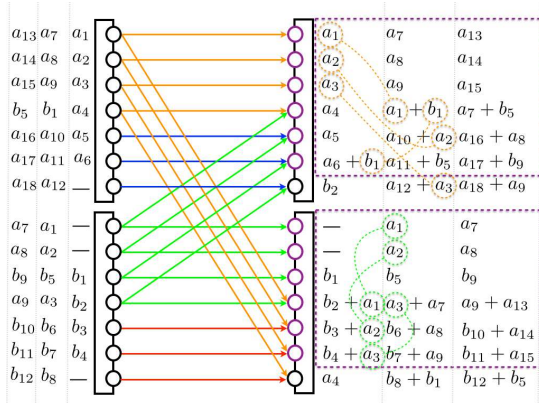 a₁₃ a₇ a₁ a₁ a₇ a₁₃
a₁₄ a₈ a₂ a₂ a₈ a₁₄
a₁₅ a₉ a₃ a₃ a₉ a₁₅
b₅ b₁ a₄ a₄ a₁ + b₁ a₇ + b₅
a₁₆ a₁₀ a₅ a₅ a₁₀ + a₂ a₁₆ + a₈
a₁₇ a₁₁ a₆ a₆ + b₁ a₁₁ + b₅ a₁₇ + b₉
a₁₈ a₁₂ — b₂ a₁₂ + a₃ a₁₈ + a₉
a₇ a₁ — — a₁ a₇
a₈ a₂ — — a₂ a₈
b₉ b₅ b₁ b₁ b₅ b₉
a₉ a₃ b₂ b₂ + a₁ a₃ + a₇ a₉ + a₁₃
b₁₀ b₆ b₃ b₃ + a₂ b₆ + a₈ b₁₀ + a₁₄
b₁₁ b₇ b₄ b₄ + a₃ b₇ + a₉ b₁₁ + a₁₅
b₁₂ b₈ — a₄ b₈ + b₁ b₁₂ + b₅